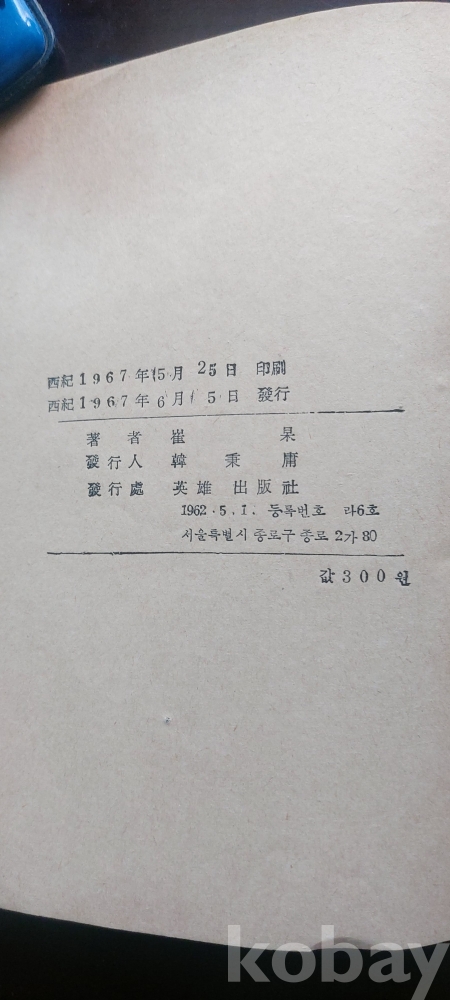 西紀 1967年 5月 25日 印刷
西紀 1967年 6月 5日 發行
著者 崔 杲
發行人 韓秉庸
發行處 英雄出版社
1962.5.1. 등록번호 라6호
서울특별시 종로구 종로 2가 80
값 300원
kobay